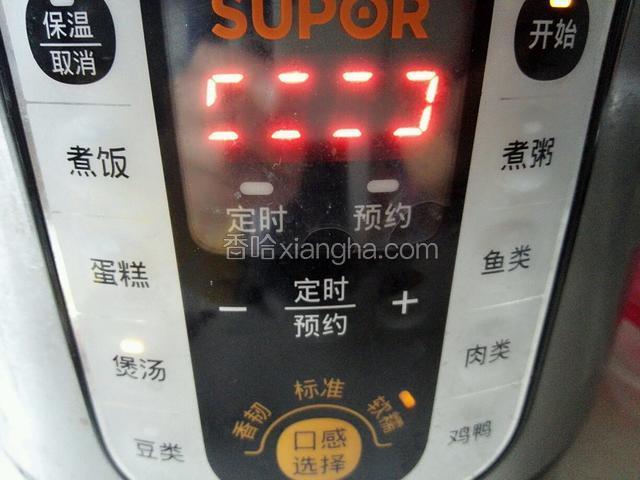 SUPOR
保温
取消
开始
煮饭
煮粥
定时
预约
香哈xiangha.com
蛋糕
鱼类
− 定时 +
预约
煲汤
肉类
香韧
标准
软糯
豆类
口感
选择
鸡鸭